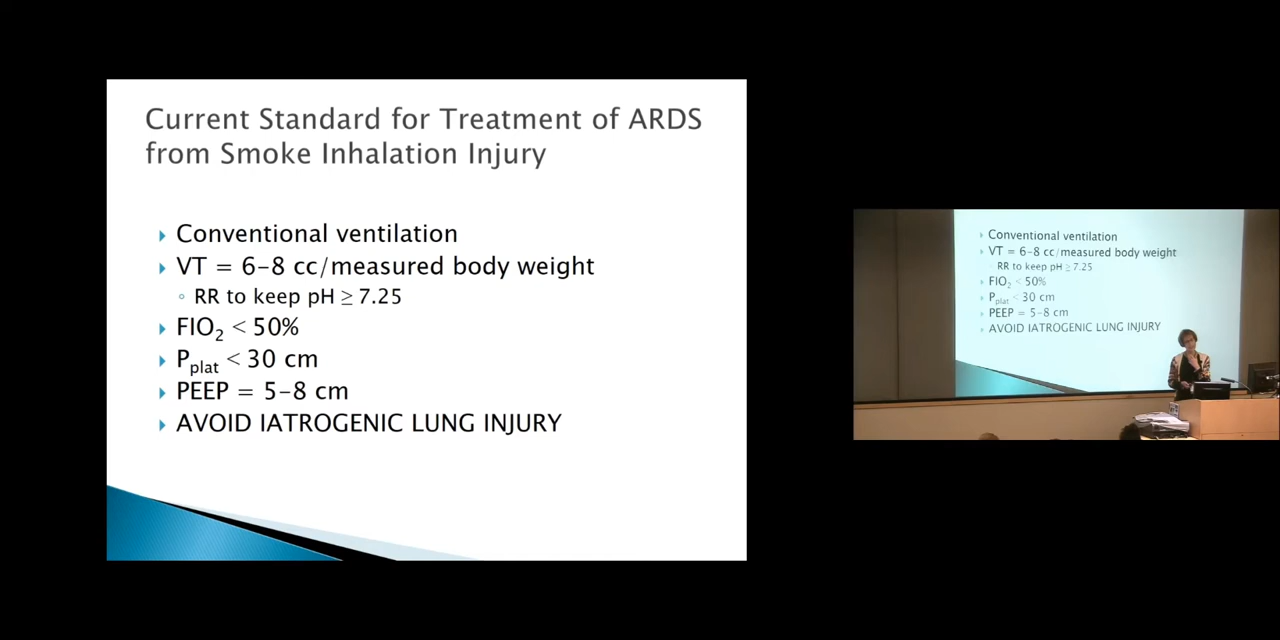 Current Standard for Treatment of ARDS
from Smoke Inhalation Injury
Conventional ventilation
VT = 6–8 cc/measured body weight
RR to keep pH ≥ 7.25
FIO₂ < 50%
Pplat < 30 cm
PEEP = 5–8 cm
AVOID IATROGENIC LUNG INJURY
Conventional ventilation
VT = 6–8 cc/measured body weight
RR to keep pH ≥ 7.25
FIO₂ < 50%
Pplat < 30 cm
PEEP = 5–8 cm
AVOID IATROGENIC LUNG INJURY